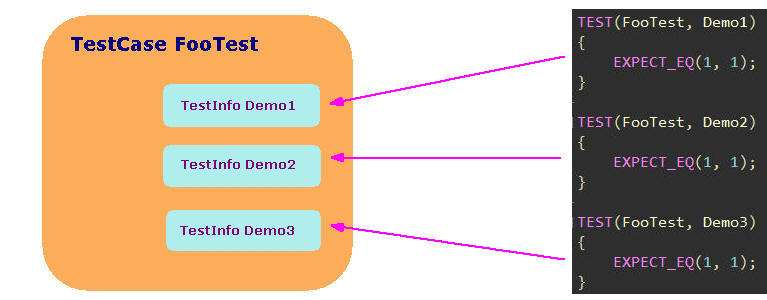 TestCase FooTest
TestInfo Demo1
TestInfo Demo2
TestInfo Demo3
TEST(FooTest, Demo1)
{
    EXPECT_EQ(1, 1);
}
TEST(FooTest, Demo2)
{
    EXPECT_EQ(1, 1);
}
TEST(FooTest, Demo3)
{
    EXPECT_EQ(1, 1);
}